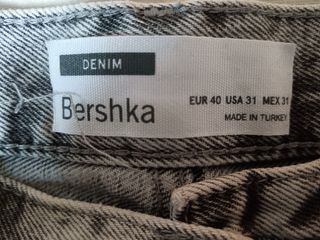 DENIM
Bershka
EUR 40 USA 31 MEX 31
MADE IN TURKEY